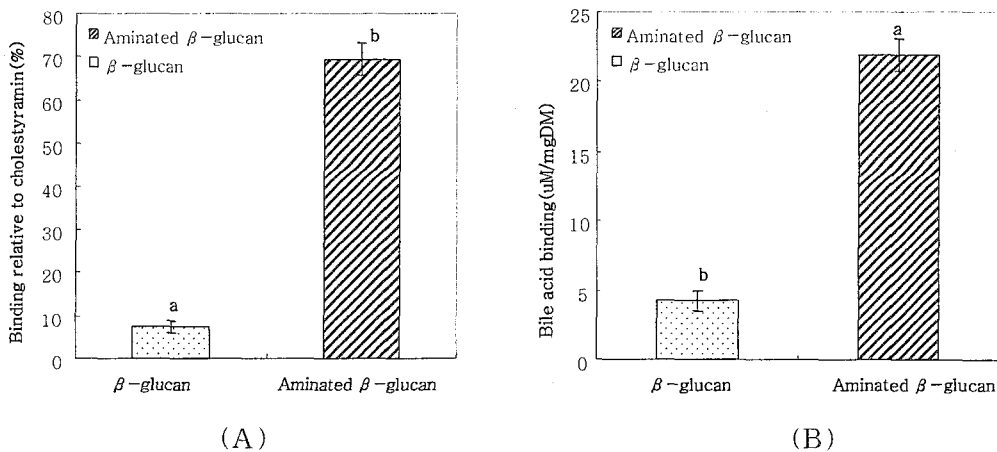 Binding relative to cholestyramin(%)
80
70
60
50
40
30
20
10
0
Aminated β-glucan
β-glucan
a
b
β-glucan
Aminated β-glucan
(A)
Bile acid binding(uM/mgDM)
25
20
15
10
5
0
Aminated β-glucan
β-glucan
b
a
β-glucan
Aminated β-glucan
(B)